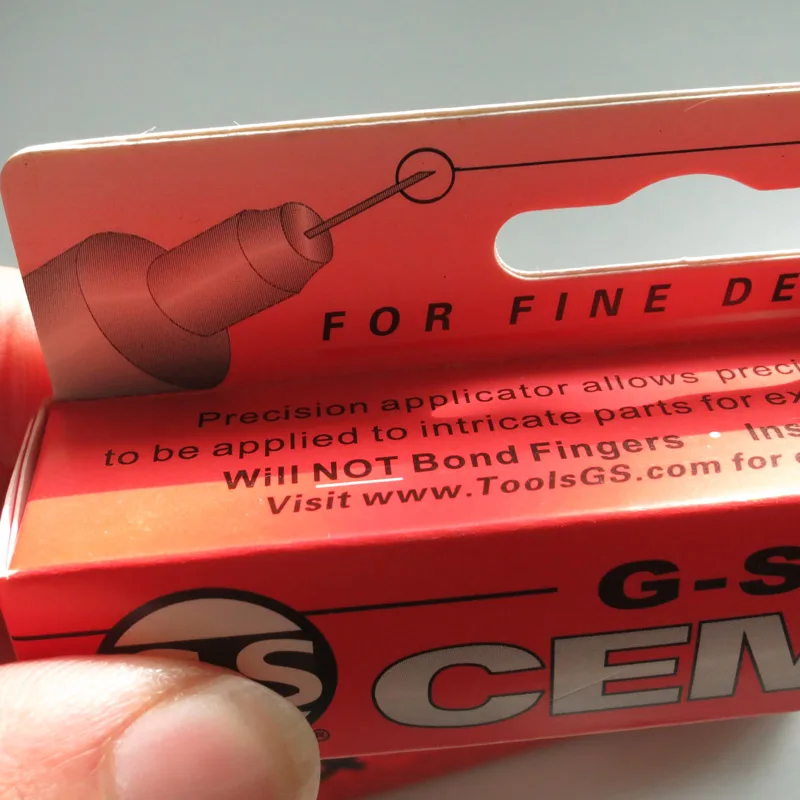 FOR FINE DE
Precision applicator allows preci
to be applied to intricate parts for ex
Will NOT Bond Fingers • Ins
Visit www.ToolsGS.com for
G-S
GS
®
CEM